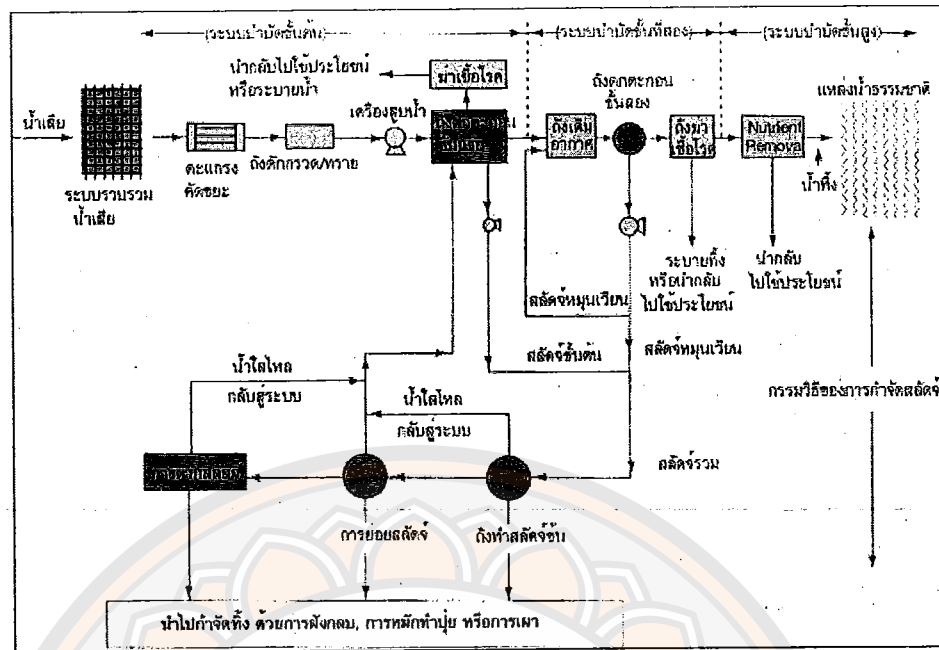 (ระบบบำบัดขั้นต้น)
(ระบบบำบัดขั้นที่สอง)
(ระบบบำบัดขั้นสูง)
นำกลับไปใช้ประโยชน์
หรือระบายน้ำ
ฆ่าเชื้อโรค
น้ำเสีย
ระบบรวบรวม
น้ำเสีย
ตะแกรง
ดักขยะ
ถังดักกรวด/ทราย
เครื่องสูบน้ำ
ถังเติม
อากาศ
ถังตกตะกอน
ขั้นสอง
ถังฆ่า
เชื้อโรค
Nutrient
Remova
แหล่งน้ำธรรมชาติ
น้ำทิ้ง
ระบายทิ้ง
หรือนำกลับ
ไปใช้ประโยชน์
นำกลับ
ไปใช้ประโยชน์
สลัดจ์หมุนเวียน
สลัดจ์หมุนเวียน
สลัดจ์ขั้นต้น
น้ำใสไหล
กลับสู่ระบบ
น้ำใสไหล
กลับสู่ระบบ
สลัดจ์รวม
กรรมวิธีของการกำจัดสลัดจ์
การย่อยสลัดจ์
ถังทำสลัดจ์ข้น
นำไปกำจัดทิ้ง ด้วยการฝังกลบ, การหมักทำปุ๋ย หรือการเผา